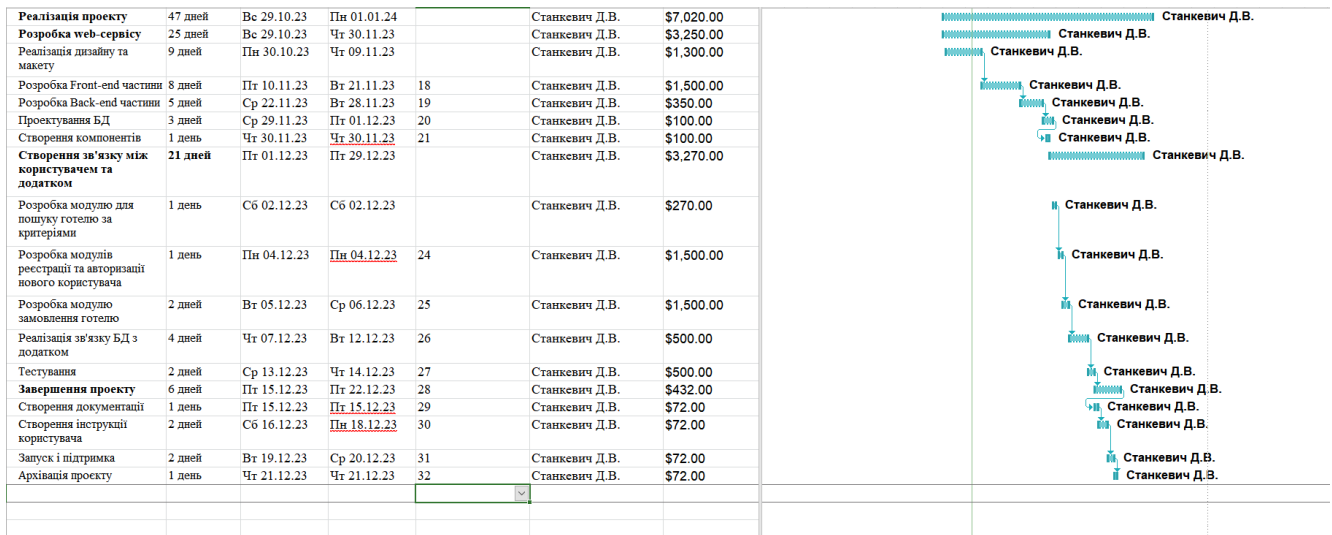 Реалізація проекту 47 дней Вс 29.10.23 Пн 01.01.24 Станкевич Д.В. $7,020.00 Станкевич Д.В.
Розробка web-сервісу 25 дней Вс 29.10.23 Чт 30.11.23 Станкевич Д.В. $3,250.00 Станкевич Д.В.
Реалізація дизайну та 9 дней Пн 30.10.23 Чт 09.11.23 Станкевич Д.В. $1,300.00 Станкевич Д.В.
макету
Розробка Front-end частини 8 дней Пт 10.11.23 Вт 21.11.23 18 Станкевич Д.В. $1,500.00 Станкевич Д.В.
Розробка Back-end частини 5 дней Ср 22.11.23 Вт 28.11.23 19 Станкевич Д.В. $350.00 Станкевич Д.В.
Проектування БД 3 дней Ср 29.11.23 Пт 01.12.23 20 Станкевич Д.В. $100.00 Станкевич Д.В.
Створення компонентів 1 день Чт 30.11.23 Чт 30.11.23 21 Станкевич Д.В. $100.00 Станкевич Д.В.
Створення зв'язку між 21 дней Пт 01.12.23 Пт 29.12.23 Станкевич Д.В. $3,270.00 Станкевич Д.В.
користувачем та
додатком
Розробка модулю для 1 день Сб 02.12.23 Сб 02.12.23 Станкевич Д.В. $270.00 Станкевич Д.В.
пошуку готелю за
критеріями
Розробка модулів 1 день Пн 04.12.23 Пн 04.12.23 24 Станкевич Д.В. $1,500.00 Станкевич Д.В.
реєстрації та авторизації
нового користувача
Розробка модулю 2 дней Вт 05.12.23 Ср 06.12.23 25 Станкевич Д.В. $1,500.00 Станкевич Д.В.
замовлення готелю
Реалізація зв'язку БД з 4 дней Чт 07.12.23 Вт 12.12.23 26 Станкевич Д.В. $500.00 Станкевич Д.В.
додатком
Тестування 2 дней Ср 13.12.23 Чт 14.12.23 27 Станкевич Д.В. $500.00 Станкевич Д.В.
Завершення проекту 6 дней Пт 15.12.23 Пт 22.12.23 28 Станкевич Д.В. $432.00 Станкевич Д.В.
Створення документації 1 день Пт 15.12.23 Пт 15.12.23 29 Станкевич Д.В. $72.00 Станкевич Д.В.
Створення інструкції 2 дней Сб 16.12.23 Пн 18.12.23 30 Станкевич Д.В. $72.00 Станкевич Д.В.
користувача
Запуск і підтримка 2 дней Вт 19.12.23 Ср 20.12.23 31 Станкевич Д.В. $72.00 Станкевич Д.В.
Архівація проєкту 1 день Чт 21.12.23 Чт 21.12.23 32 Станкевич Д.В. $72.00 Станкевич Д.В.